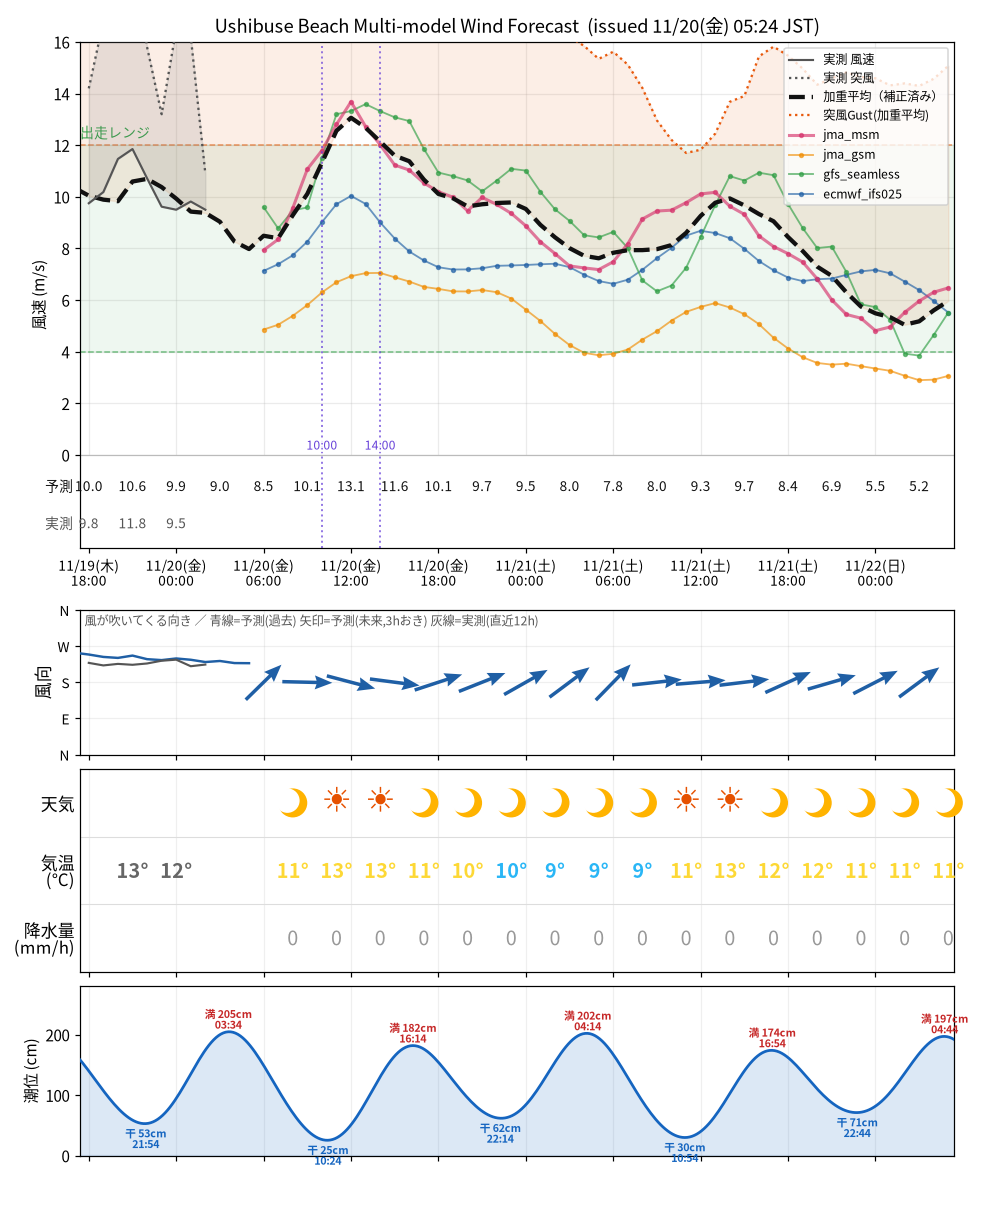 Ushibuse Beach Multi-model Wind Forecast (issued 11/20(金) 05:24 JST)
16
14
12
10
8
6
4
2
0
風速 (m/s)
出走レンジ
実測 風速
実測 突風
加重平均（補正済み）
突風Gust(加重平均)
jma_msm
jma_gsm
gfs_seamless
ecmwf_ifs025
10:00 14:00
予測 10.0 10.6 9.9 9.0 8.5 10.1 13.1 11.6 10.1 9.7 9.5 8.0 7.8 8.0 9.3 9.7 8.4 6.9 5.5 5.2
実測 9.8 11.8 9.5
11/19(木) 11/20(金) 11/20(金) 11/20(金) 11/20(金) 11/21(土) 11/21(土) 11/21(土) 11/21(土) 11/22(日)
18:00 00:00 06:00 12:00 18:00 00:00 06:00 12:00 18:00 00:00
風が吹いてくる向き ／ 青線=予測(過去) 矢印=予測(未来,3hおき) 灰線=実測(直近12h)
N
W
S
E
N
風向
天気
気温
(°C)
13° 12° 11° 13° 13° 11° 10° 10° 9° 9° 9° 11° 13° 12° 12° 11° 11° 11°
降水量
(mm/h)
0 0 0 0 0 0 0 0 0 0 0 0 0 0 0 0
潮位 (cm)
200
100
0
満 205cm
03:34
満 182cm
16:14
満 202cm
04:14
満 174cm
16:54
満 197cm
04:44
干 53cm
21:54
干 25cm
10:24
干 62cm
22:14
干 30cm
10:54
干 71cm
22:44